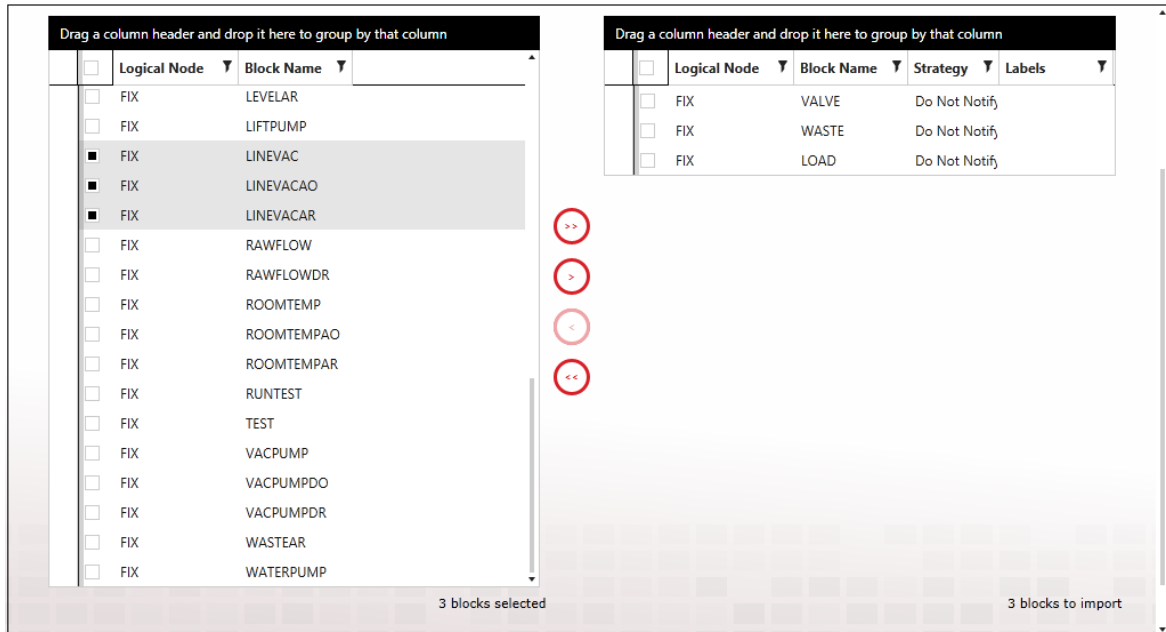 Drag a column header and drop it here to group by that column
Logical Node Block Name
FIX LEVELAR
FIX LIFTPUMP
FIX LINEVAC
FIX LINEVACAO
FIX LINEVACAR
FIX RAWFLOW
FIX RAWFLOWDR
FIX ROOMTEMP
FIX ROOMTEMPAO
FIX ROOMTEMPAR
FIX RUNTEST
FIX TEST
FIX VACPUMP
FIX VACPUMPDO
FIX VACPUMPDR
FIX WASTEAR
FIX WATERPUMP
3 blocks selected
>>
>
<
<<
Drag a column header and drop it here to group by that column
Logical Node Block Name Strategy Labels
FIX VALVE Do Not Notify
FIX WASTE Do Not Notify
FIX LOAD Do Not Notify
3 blocks to import